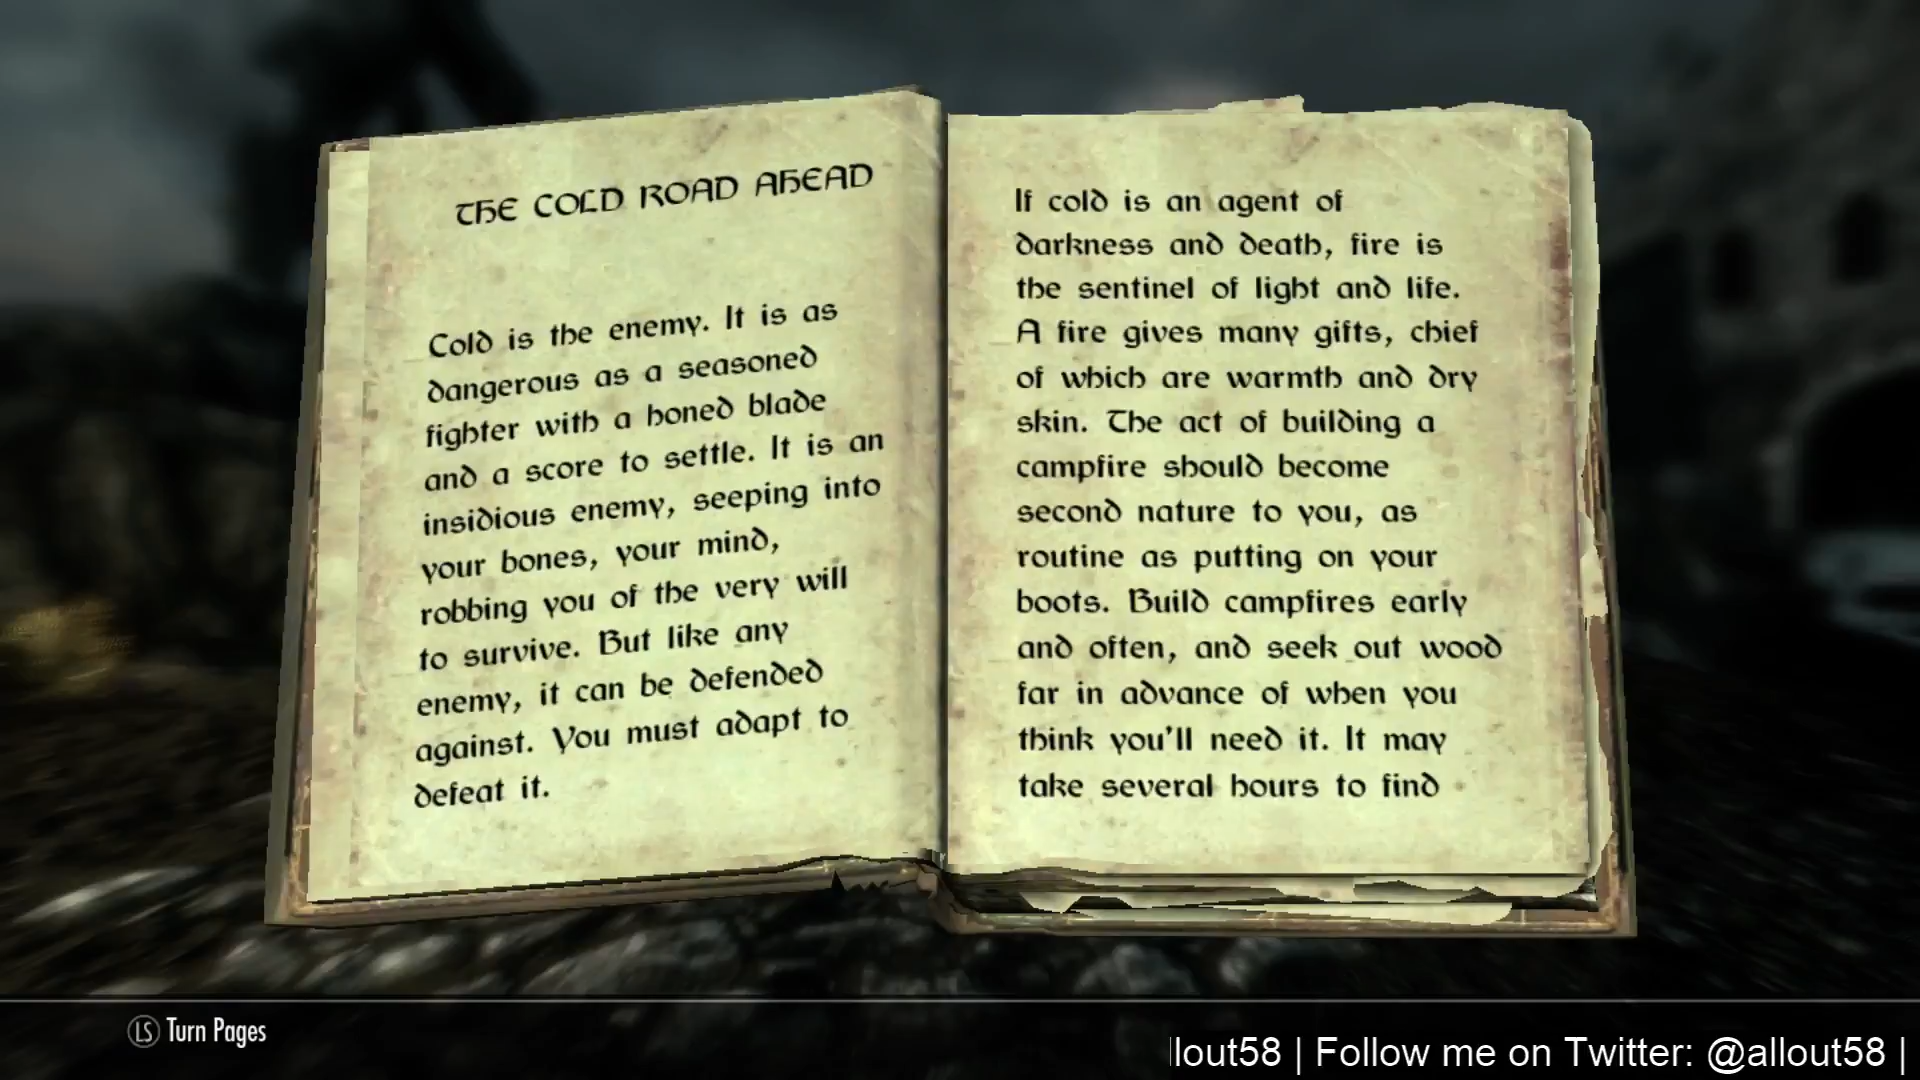 THE COLD ROAD AHEAD
Cold is the enemy. It is as
dangerous as a seasoned
fighter with a honed blade
and a score to settle. It is an
insidious enemy, seeping into
your bones, your mind,
robbing you of the very will
to survive. But like any
enemy, it can be defended
against. You must adapt to
defeat it.
If cold is an agent of
darkness and death, fire is
the sentinel of light and life.
A fire gives many gifts, chief
of which are warmth and dry
skin. The act of building a
campfire should become
second nature to you, as
routine as putting on your
boots. Build campfires early
and often, and seek out wood
far in advance of when you
think you'll need it. It may
take several hours to find
LS Turn Pages
llout58 | Follow me on Twitter: @allout58 |